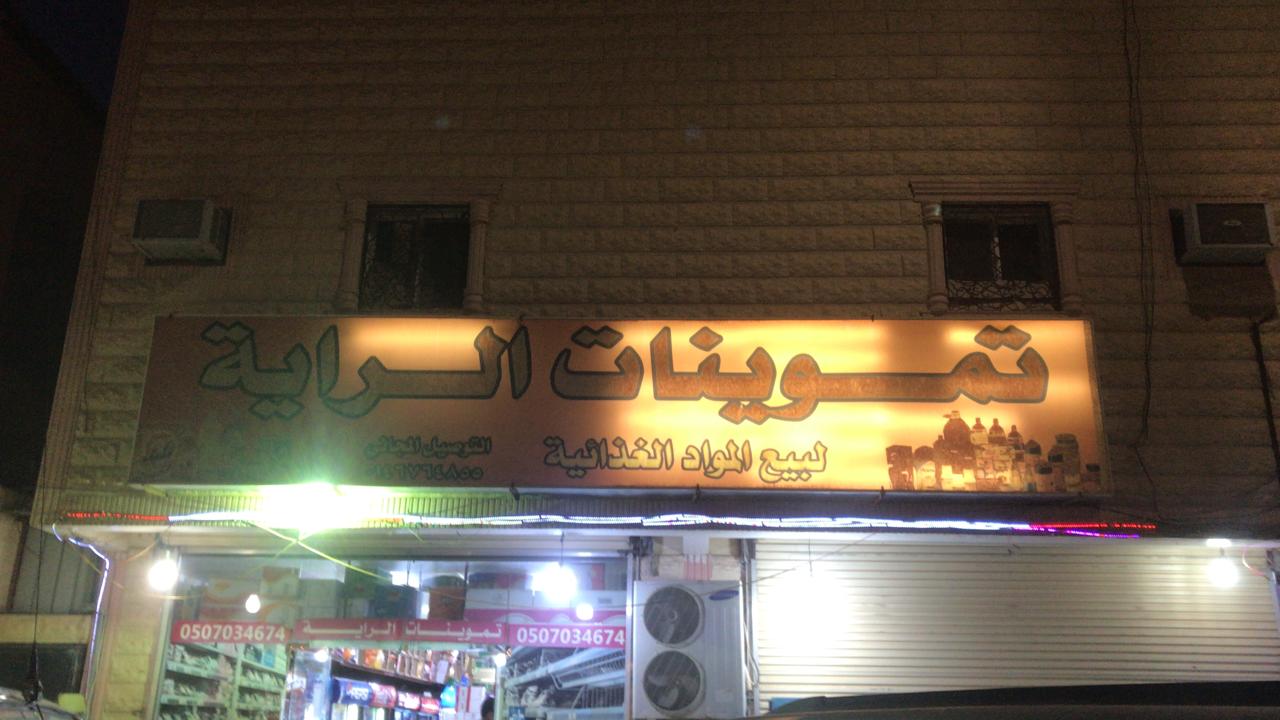 تموينات الراية
لبيع المواد الغذائية
التوصيل المجاني
0507034674 تموينات الراية 0507034674